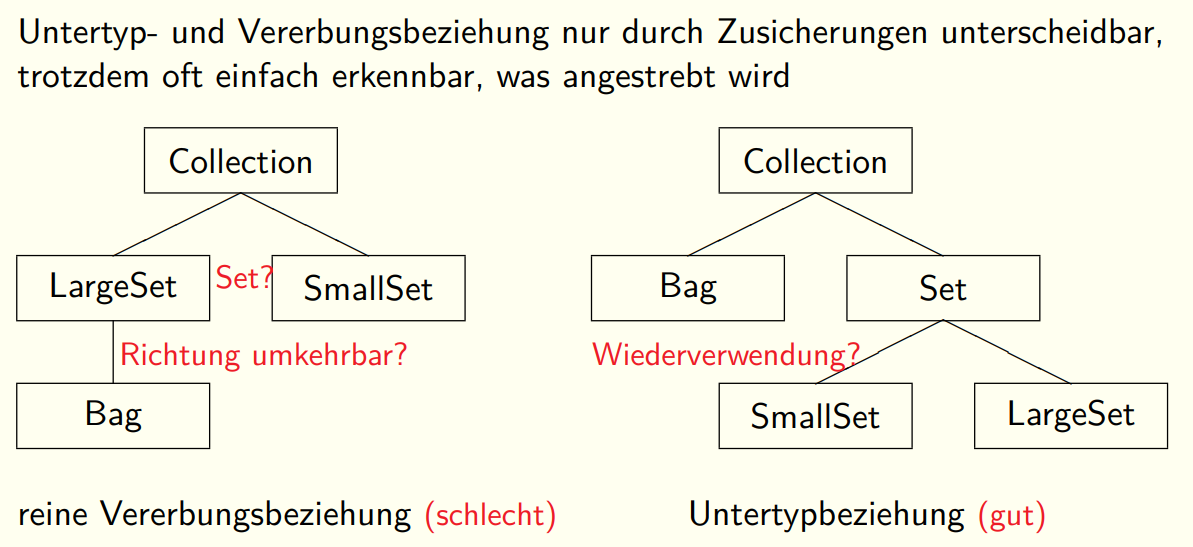 Untertyp- und Vererbungsbeziehung nur durch Zusicherungen unterscheidbar,
trotzdem oft einfach erkennbar, was angestrebt wird
Collection
LargeSet
Set?
SmallSet
Richtung umkehrbar?
Bag
reine Vererbungsbeziehung (schlecht)
Collection
Bag
Set
Wiederverwendung?
SmallSet
LargeSet
Untertypbeziehung (gut)